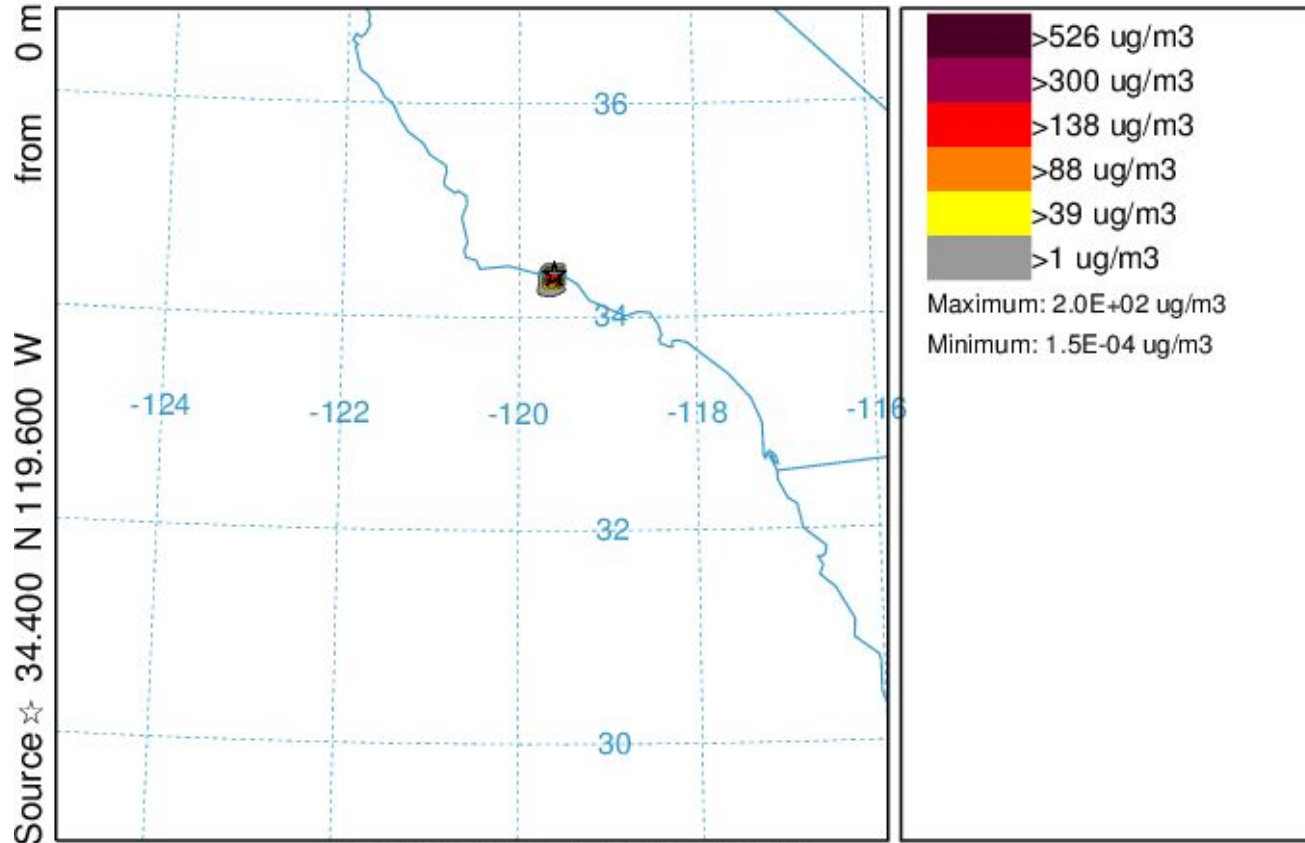 Source ☆ 34.400 N 119.600 W from 0 m
36
34
-124
-122
-120
-118
-116
32
30
>526 ug/m3
>300 ug/m3
>138 ug/m3
>88 ug/m3
>39 ug/m3
>1 ug/m3
Maximum: 2.0E+02 ug/m3
Minimum: 1.5E-04 ug/m3